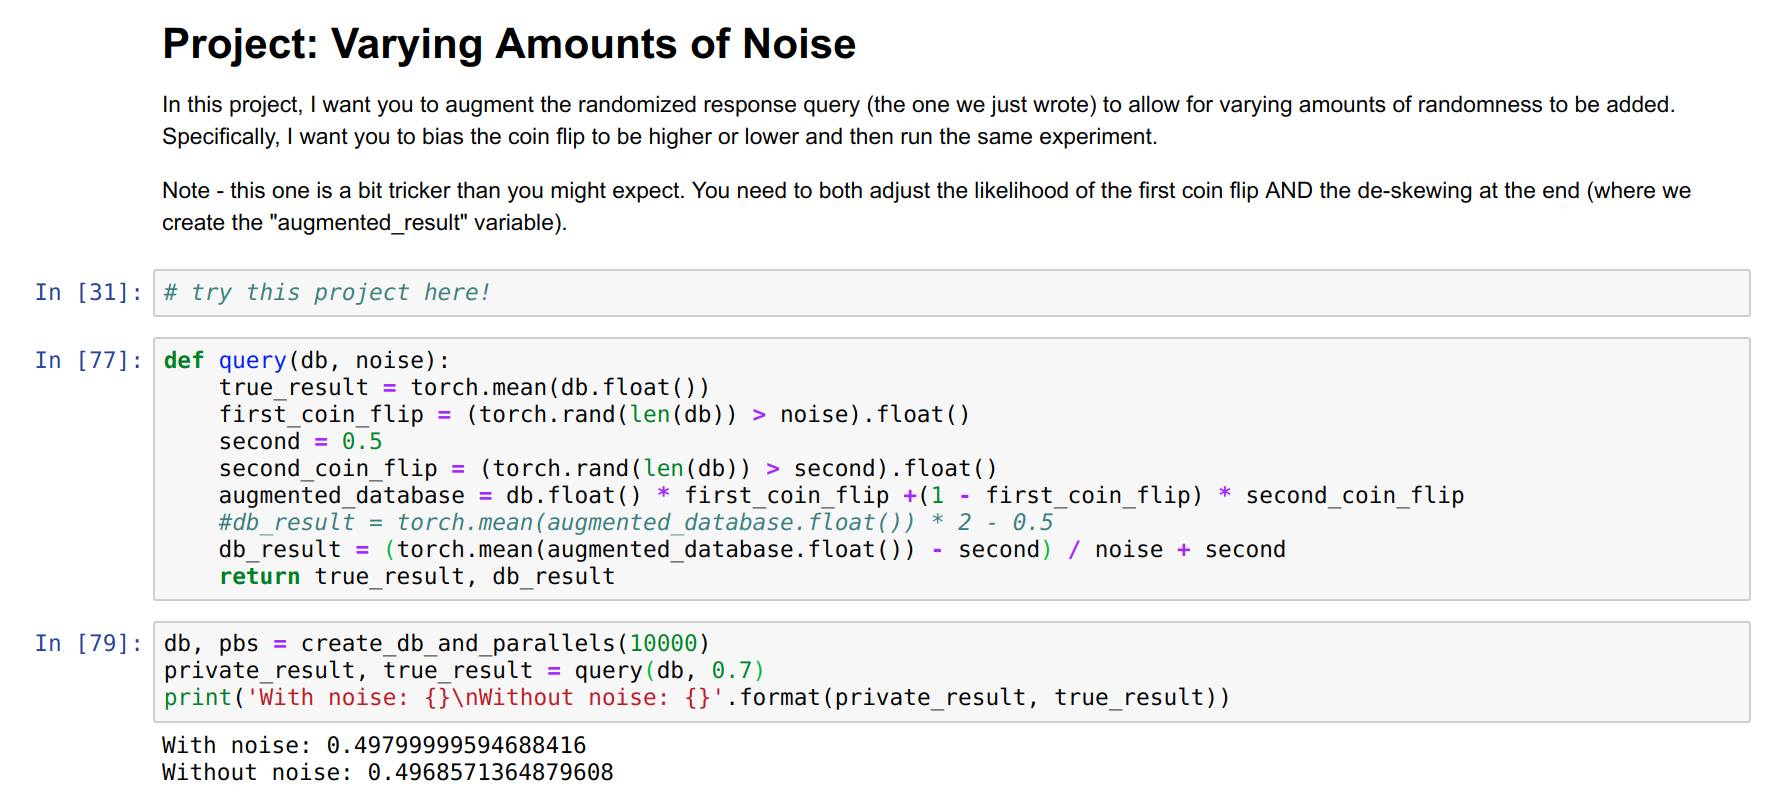 Project: Varying Amounts of Noise
In this project, I want you to augment the randomized response query (the one we just wrote) to allow for varying amounts of randomness to be added.
Specifically, I want you to bias the coin flip to be higher or lower and then run the same experiment.
Note - this one is a bit tricker than you might expect. You need to both adjust the likelihood of the first coin flip AND the de-skewing at the end (where we
create the "augmented_result" variable).
In [31]: # try this project here!
In [77]: def query(db, noise):
    true_result = torch.mean(db.float())
    first_coin_flip = (torch.rand(len(db)) > noise).float()
    second = 0.5
    second_coin_flip = (torch.rand(len(db)) > second).float()
    augmented_database = db.float() * first_coin_flip +(1 - first_coin_flip) * second_coin_flip
    #db_result = torch.mean(augmented_database.float()) * 2 - 0.5
    db_result = (torch.mean(augmented_database.float()) - second) / noise + second
    return true_result, db_result
In [79]: db, pbs = create_db_and_parallels(10000)
private_result, true_result = query(db, 0.7)
print('With noise: {}\nWithout noise: {}'.format(private_result, true_result))
With noise: 0.49799999594688416
Without noise: 0.4968571364879608